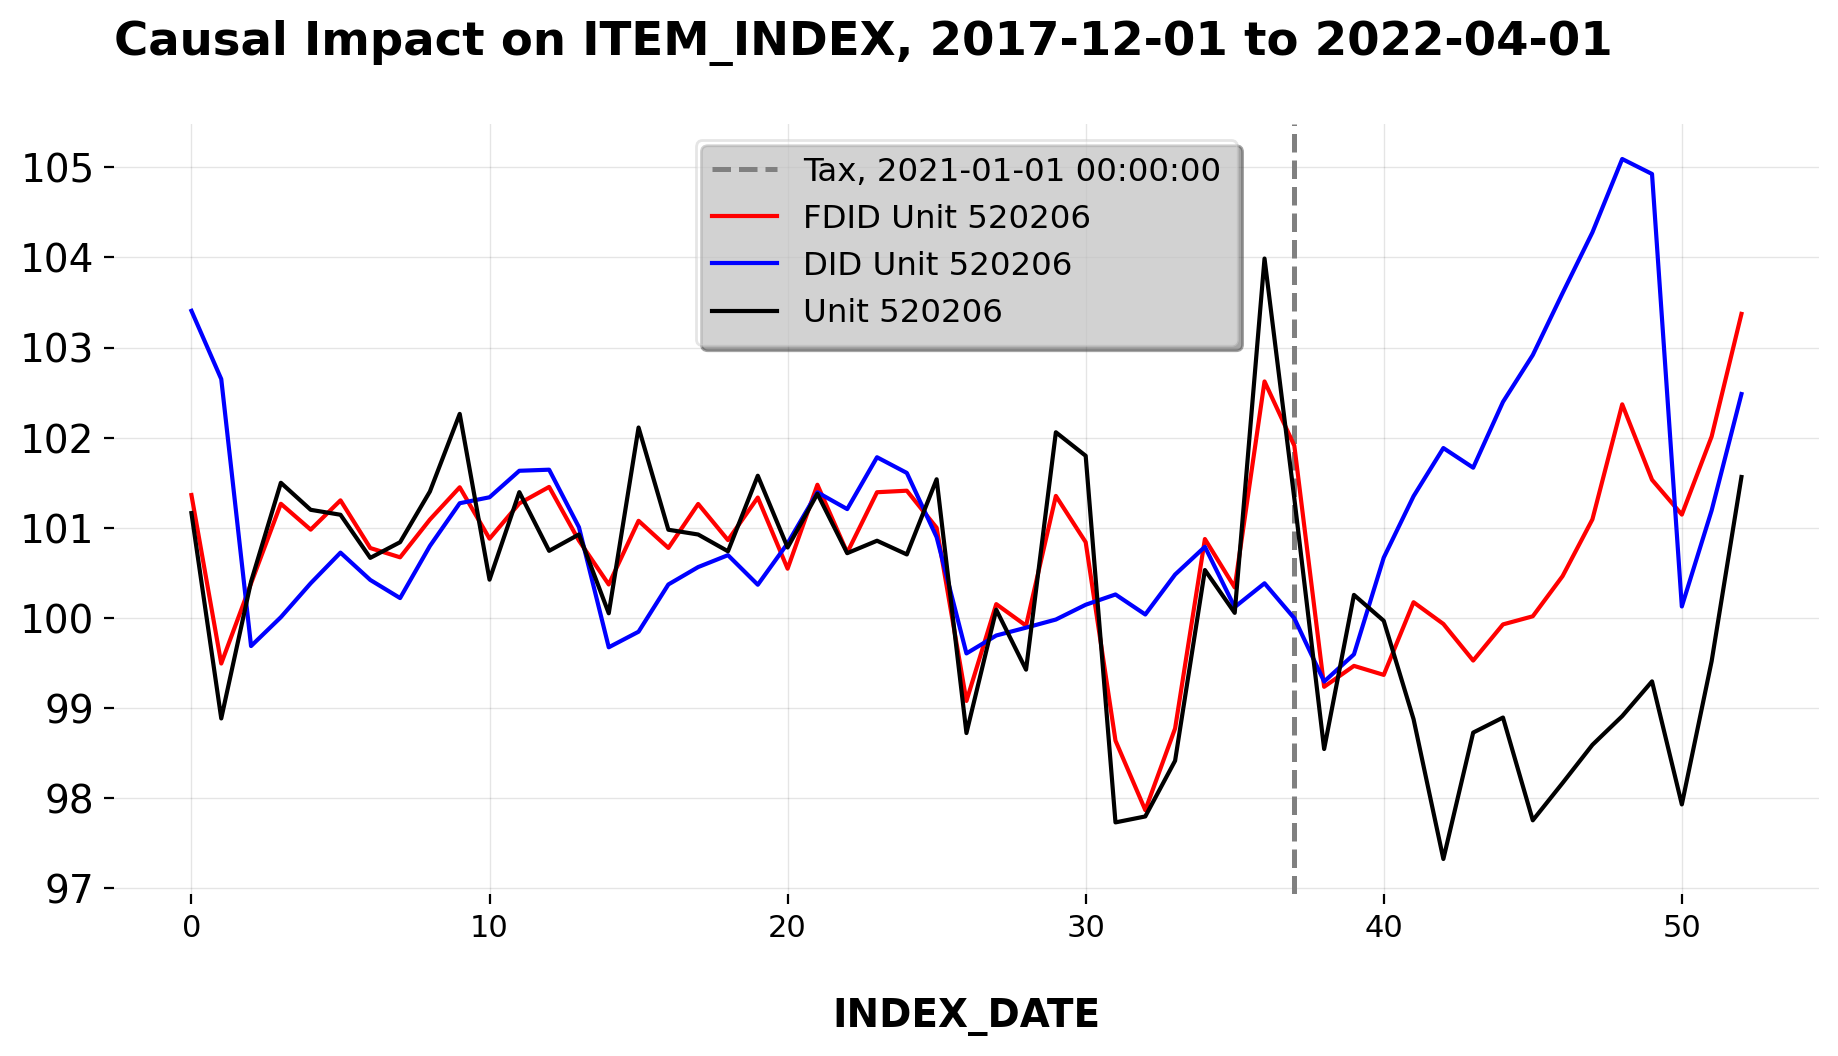 Causal Impact on ITEM_INDEX, 2017-12-01 to 2022-04-01
Tax, 2021-01-01 00:00:00
FDID Unit 520206
DID Unit 520206
Unit 520206
105
104
103
102
101
100
99
98
97
0 10 20 30 40 50
INDEX_DATE